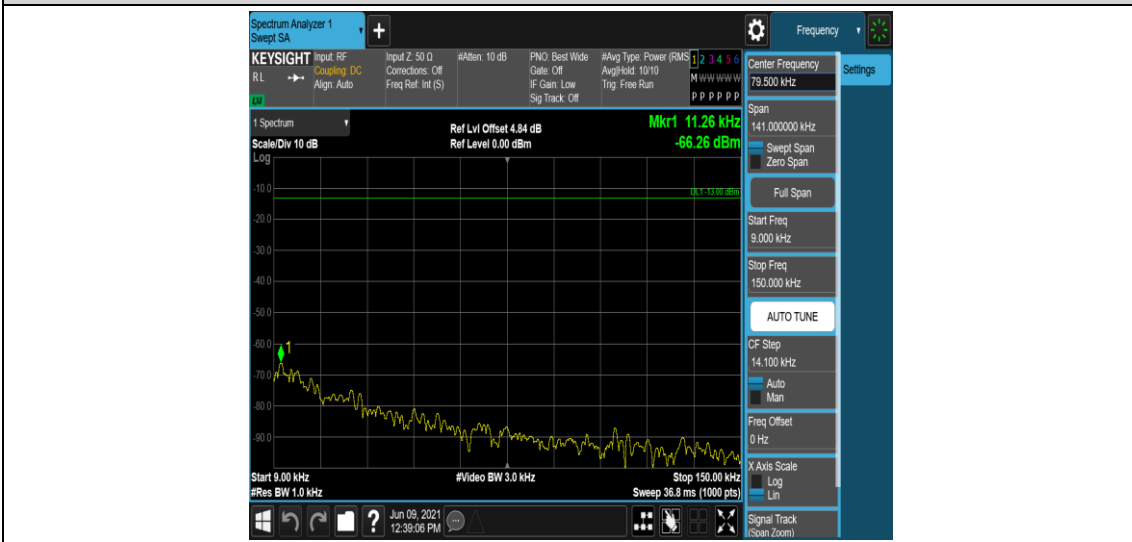 Spectrum Analyzer 1
Swept SA
+
Frequency
KEYSIGHT
RL
LXI
Input: RF
Coupling: DC
Align: Auto
Input Z: 50 Ω
Corrections: Off
Freq Ref: Int (S)
#Atten: 10 dB
PNO: Best Wide
Gate: Off
IF Gain: Low
Sig Track: Off
#Avg Type: Power (RMS
Avg|Hold: 10/10
Trig: Free Run
1 2 3 4 5 6
M W W W W W
P P P P P P
1 Spectrum
Scale/Div 10 dB
Log
Ref Lvl Offset 4.84 dB
Ref Level 0.00 dBm
Mkr1 11.26 kHz
-66.26 dBm
DL1 -13.00 dBm
-10.0
-20.0
-30.0
-40.0
-50.0
-60.0
1
-70.0
-80.0
-90.0
Start 9.00 kHz
#Res BW 1.0 kHz
#Video BW 3.0 kHz
Stop 150.00 kHz
Sweep 36.8 ms (1000 pts)
?
Jun 09, 2021
12:39:06 PM
Center Frequency
79.500 kHz
Settings
Span
141.000000 kHz
Swept Span
Zero Span
Full Span
Start Freq
9.000 kHz
Stop Freq
150.000 kHz
AUTO TUNE
CF Step
14.100 kHz
Auto
Man
Freq Offset
0 Hz
X Axis Scale
Log
Lin
Signal Track
(Span Zoom)